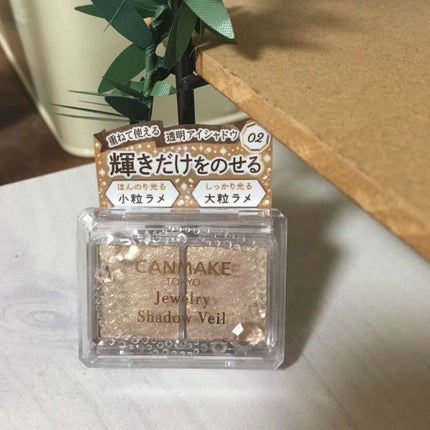 重ねて使える
透明アイシャドウ
02
輝きだけをのせる
ほんのり光る
小粒ラメ
しっかり光る
大粒ラメ
CANMAKE
TOKYO
Jewelry
Shadow Veil